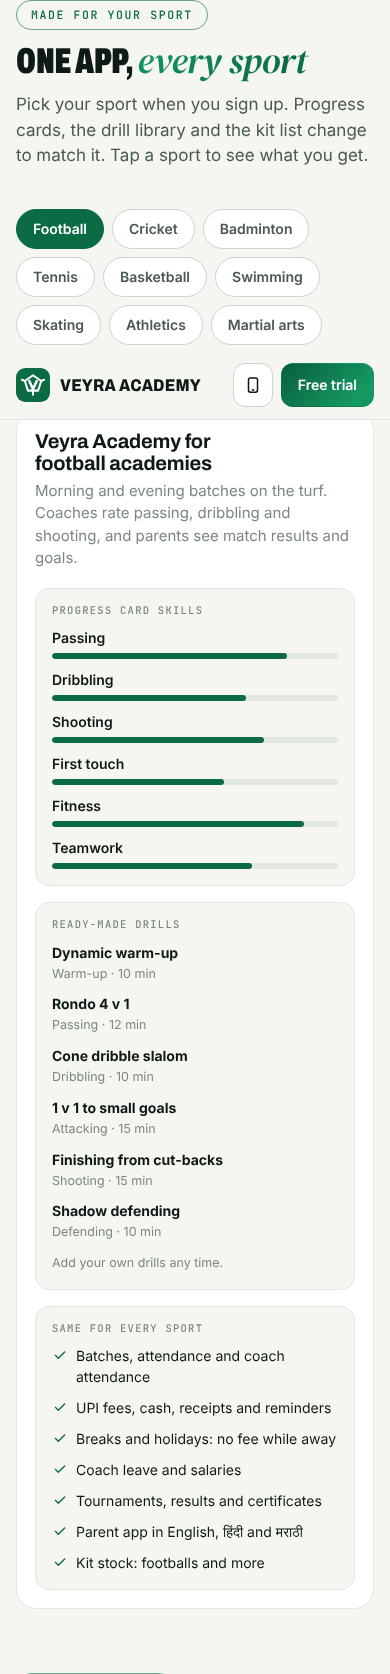 MADE FOR YOUR SPORT
ONE APP, every sport
Pick your sport when you sign up. Progress
cards, the drill library and the kit list change
to match it. Tap a sport to see what you get.
Football Cricket Badminton
Tennis Basketball Swimming
Skating Athletics Martial arts
VEYRA ACADEMY Free trial
Veyra Academy for
football academies
Morning and evening batches on the turf.
Coaches rate passing, dribbling and
shooting, and parents see match results and
goals.
PROGRESS CARD SKILLS
Passing
Dribbling
Shooting
First touch
Fitness
Teamwork
READY-MADE DRILLS
Dynamic warm-up
Warm-up · 10 min
Rondo 4 v 1
Passing · 12 min
Cone dribble slalom
Dribbling · 10 min
1 v 1 to small goals
Attacking · 15 min
Finishing from cut-backs
Shooting · 15 min
Shadow defending
Defending · 10 min
Add your own drills any time.
SAME FOR EVERY SPORT
Batches, attendance and coach
attendance
UPI fees, cash, receipts and reminders
Breaks and holidays: no fee while away
Coach leave and salaries
Tournaments, results and certificates
Parent app in English, हिंदी and मराठी
Kit stock: footballs and more